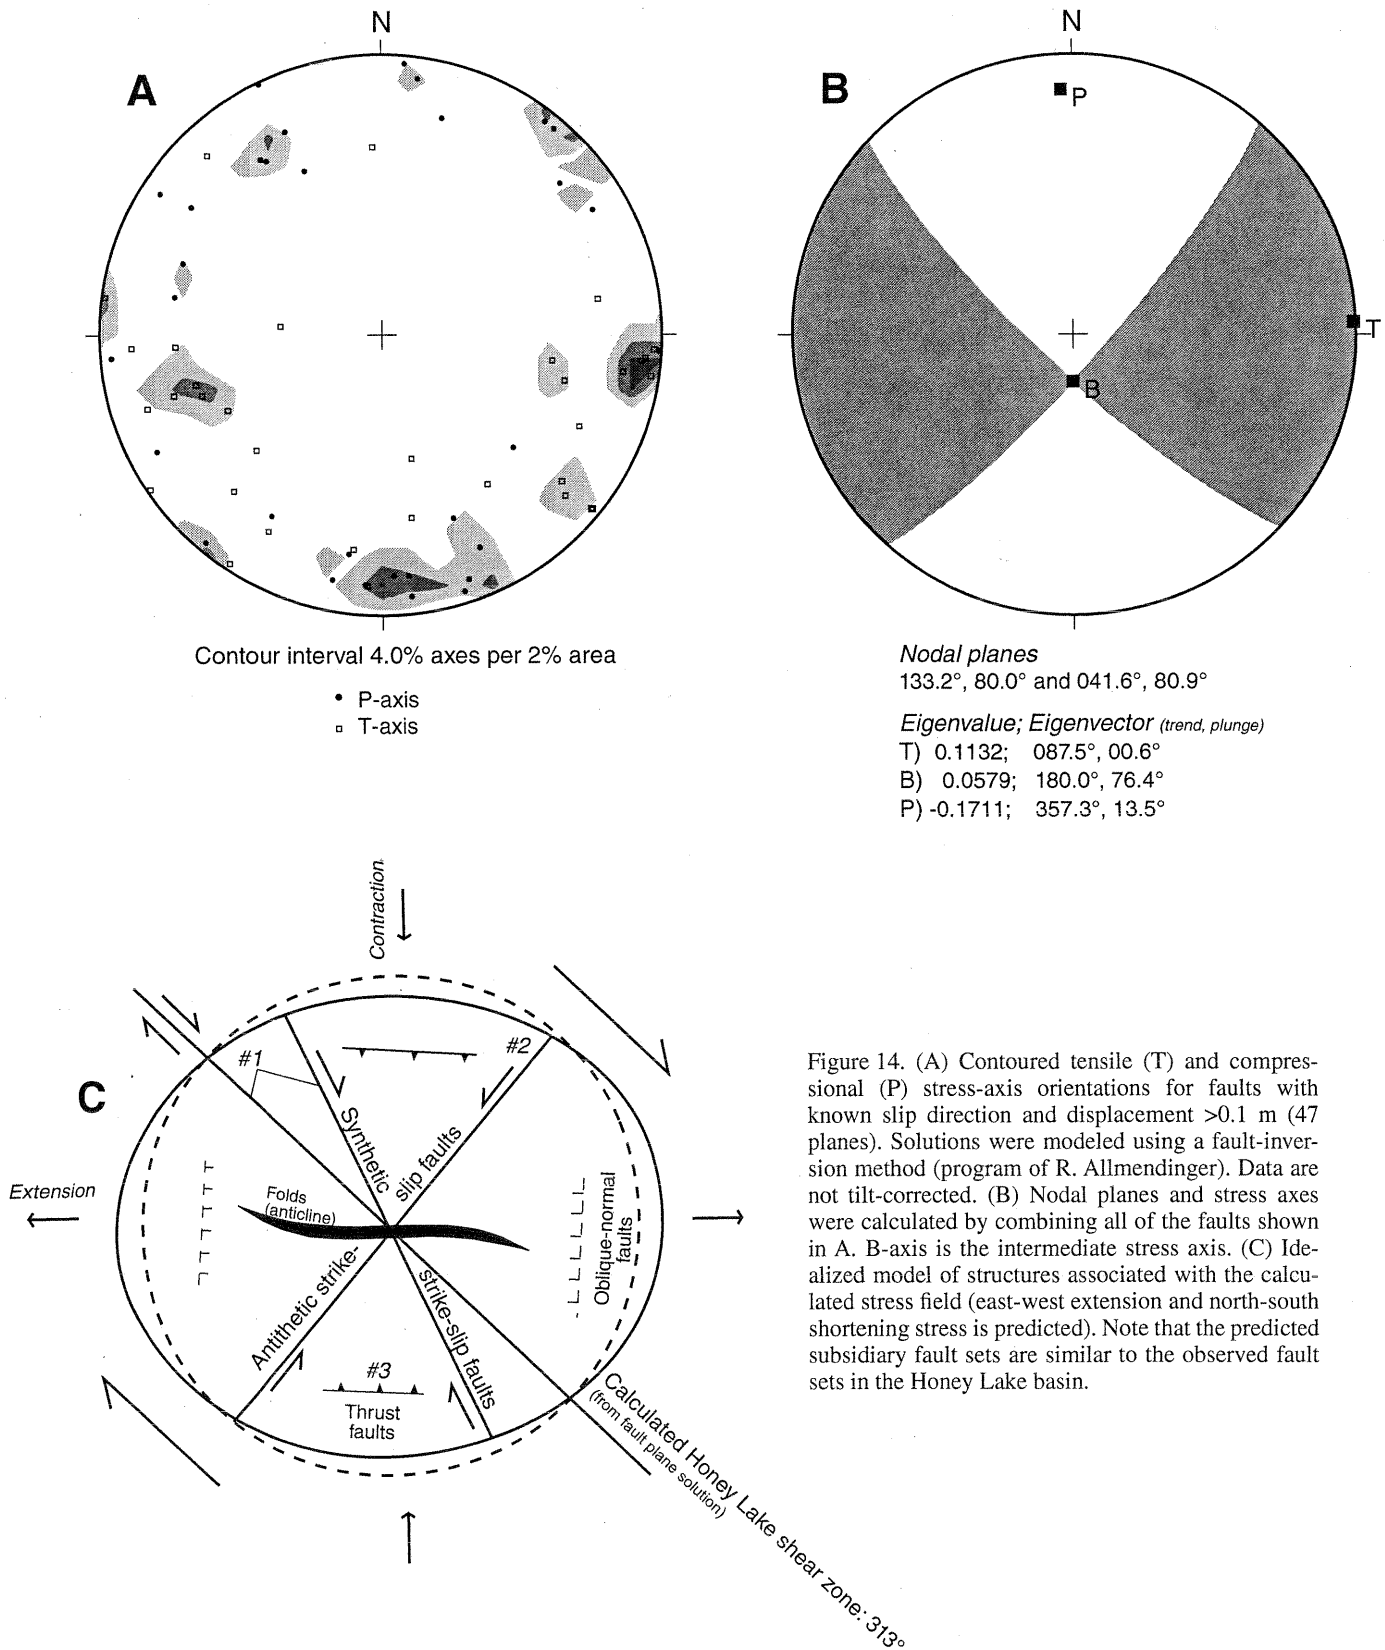 N
A
Contour interval 4.0% axes per 2% area
P-axis
T-axis
N
B
P
T
B
Nodal planes
133.2°, 80.0° and 041.6°, 80.9°
Eigenvalue; Eigenvector (trend, plunge)
T) 0.1132; 087.5°, 00.6°
B) 0.0579; 180.0°, 76.4°
P) -0.1711; 357.3°, 13.5°
Contraction
C
#1
#2
Synthetic
slip faults
Extension
Folds
(anticline)
Oblique-normal
faults
Antithetic strike-
strike-slip faults
#3
Thrust
faults
Calculated Honey Lake shear zone: 313°
(from fault plane solution)
Figure 14. (A) Contoured tensile (T) and compres-
sional (P) stress-axis orientations for faults with
known slip direction and displacement >0.1 m (47
planes). Solutions were modeled using a fault-inver-
sion method (program of R. Allmendinger). Data are
not tilt-corrected. (B) Nodal planes and stress axes
were calculated by combining all of the faults shown
in A. B-axis is the intermediate stress axis. (C) Ide-
alized model of structures associated with the calcu-
lated stress field (east-west extension and north-south
shortening stress is predicted). Note that the predicted
subsidiary fault sets are similar to the observed fault
sets in the Honey Lake basin.